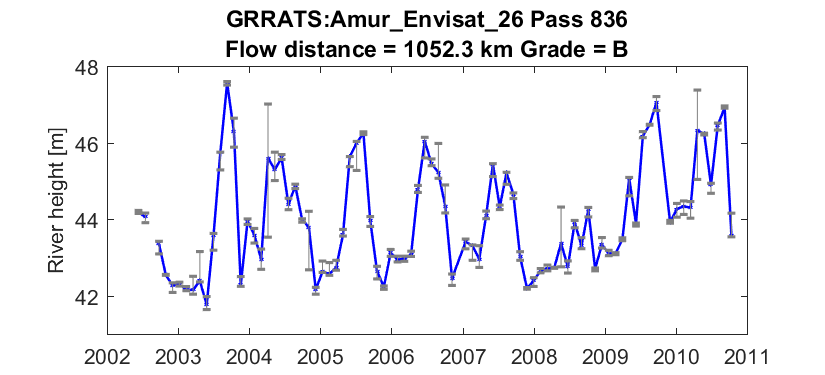 GRRATS:Amur_Envisat_26 Pass 836
Flow distance = 1052.3 km Grade = B
River height [m]
48
46
44
42
2002 2003 2004 2005 2006 2007 2008 2009 2010 2011